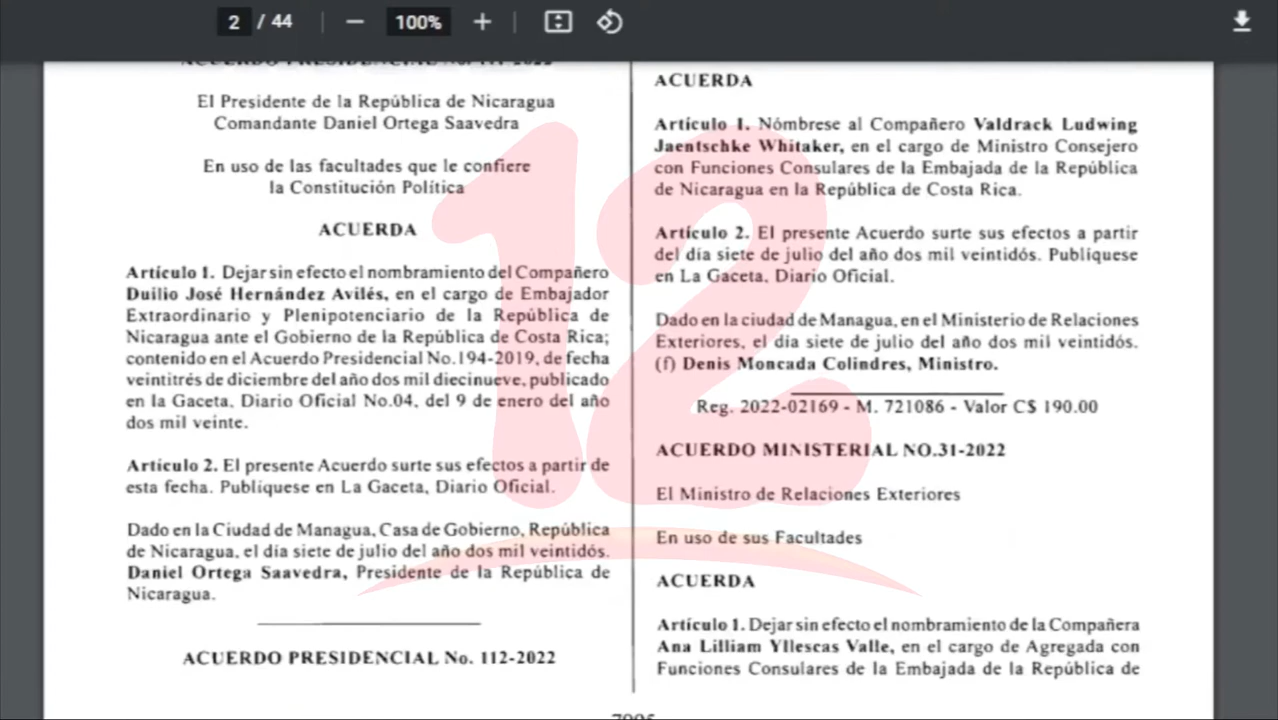 2 / 44
100%
ACUERDO PRESIDENCIAL No. 111-2022
El Presidente de la República de Nicaragua
Comandante Daniel Ortega Saavedra
En uso de las facultades que le confiere
la Constitución Política
ACUERDA
Artículo 1. Dejar sin efecto el nombramiento del Compañero
Duilio José Hernández Avilés, en el cargo de Embajador
Extraordinario y Plenipotenciario de la República de
Nicaragua ante el Gobierno de la República de Costa Rica;
contenido en el Acuerdo Presidencial No.194-2019, de fecha
veintitrés de diciembre del año dos mil diecinueve, publicado
en la Gaceta, Diario Oficial No.04, del 9 de enero del año
dos mil veinte.
Artículo 2. El presente Acuerdo surte sus efectos a partir de
esta fecha. Publíquese en La Gaceta, Diario Oficial.
Dado en la Ciudad de Managua, Casa de Gobierno, República
de Nicaragua, el día siete de julio del año dos mil veintidós.
Daniel Ortega Saavedra, Presidente de la República de
Nicaragua.
ACUERDO PRESIDENCIAL No. 112-2022
ACUERDA
Artículo 1. Nómbrese al Compañero Valdrack Ludwing
Jaentschke Whitaker, en el cargo de Ministro Consejero
con Funciones Consulares de la Embajada de la República
de Nicaragua en la República de Costa Rica.
Artículo 2. El presente Acuerdo surte sus efectos a partir
del día siete de julio del año dos mil veintidós. Publíquese
en La Gaceta, Diario Oficial.
Dado en la ciudad de Managua, en el Ministerio de Relaciones
Exteriores, el día siete de julio del año dos mil veintidós.
(f) Denis Moncada Colindres, Ministro.
Reg. 2022-02169 - M. 721086 - Valor C$ 190.00
ACUERDO MINISTERIAL NO.31-2022
El Ministro de Relaciones Exteriores
En uso de sus Facultades
ACUERDA
Artículo 1. Dejar sin efecto el nombramiento de la Compañera
Ana Lilliam Yllescas Valle, en el cargo de Agregada con
Funciones Consulares de la Embajada de la República de
12